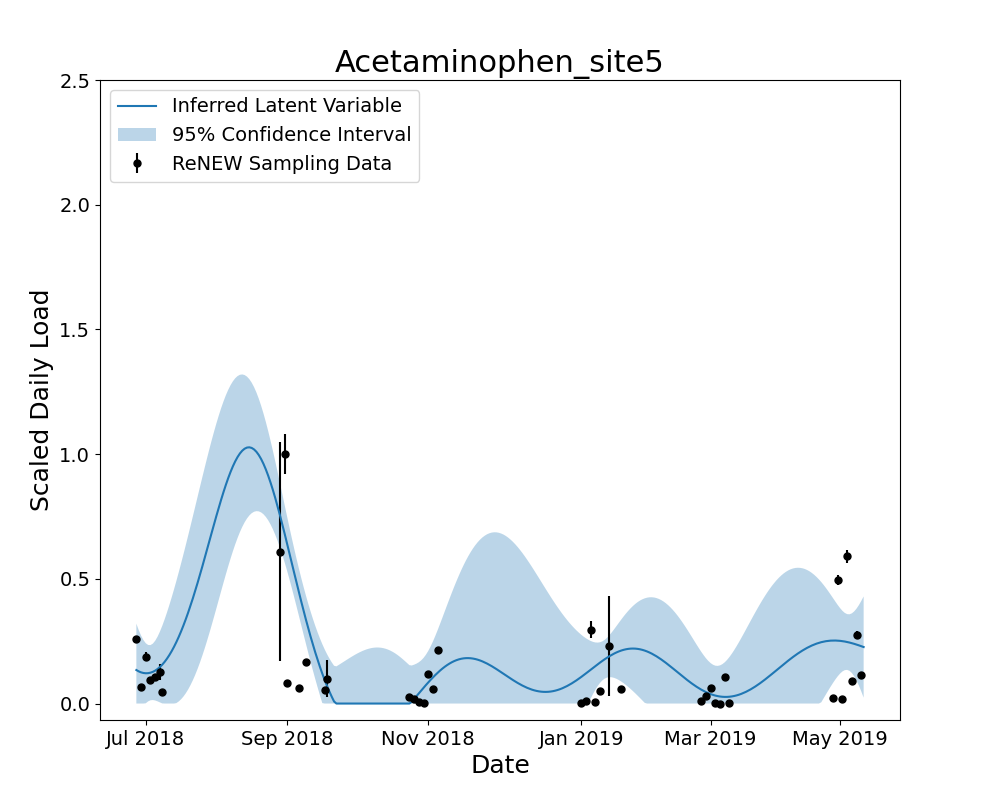 Acetaminophen_site5
Inferred Latent Variable
95% Confidence Interval
ReNEW Sampling Data
Scaled Daily Load
2.5
2.0
1.5
1.0
0.5
0.0
Jul 2018 Sep 2018 Nov 2018 Jan 2019 Mar 2019 May 2019
Date